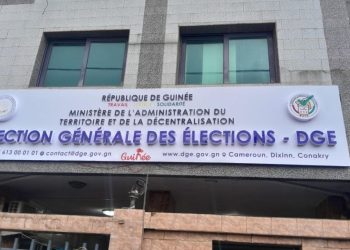 RÉPUBLIQUE DE GUINÉE
TRAVAIL SOLIDARITÉ
MINISTÈRE DE L'ADMINISTRATION DU
TERRITOIRE ET DE LA DÉCENTRALISATION
ECTION GÉNÉRALE DES ÉLECTIONS - DGE
613 00 01 01 @ contact@dge.gov.gn Guinée www.dge.gov.gn Cameroun, Dixinn, Conakry